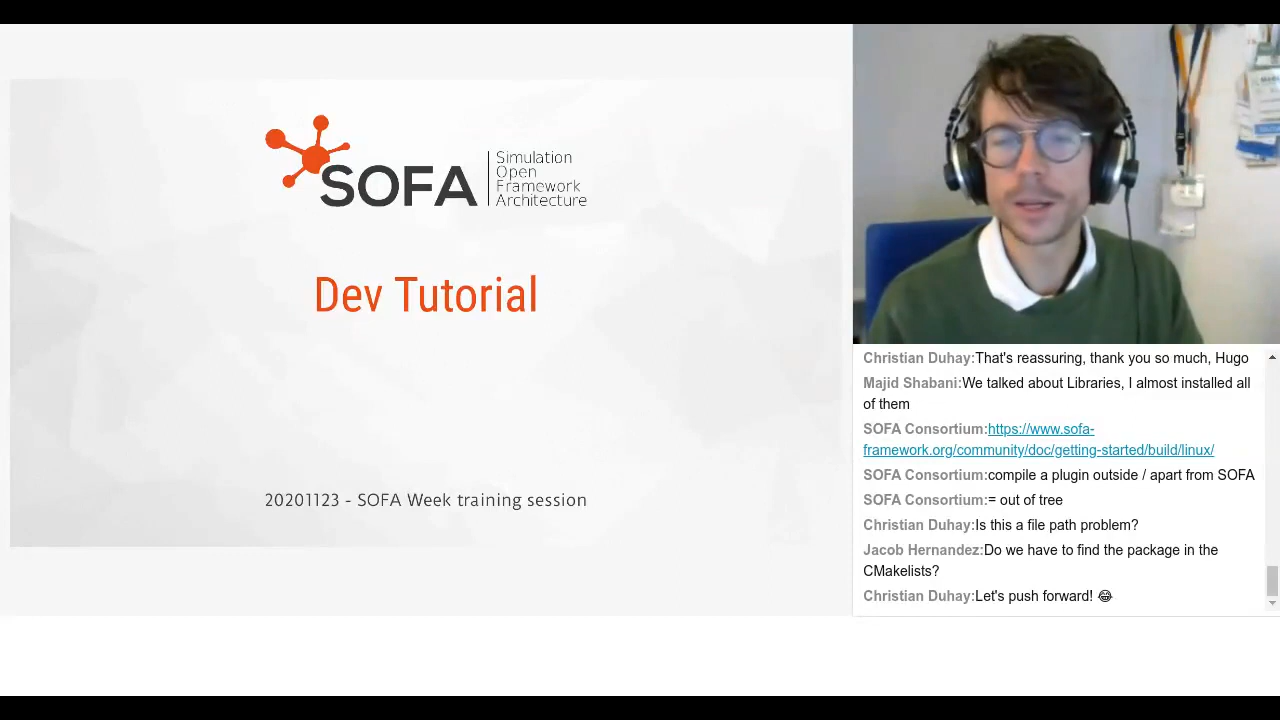 SOFA
Simulation
Open
Framework
Architecture
Dev Tutorial
20201123 - SOFA Week training session
Christian Duhay:That's reassuring, thank you so much, Hugo
Majid Shabani:We talked about Libraries, I almost installed all
of them
SOFA Consortium:https://www.sofa-
framework.org/community/doc/getting-started/build/linux/
SOFA Consortium:compile a plugin outside / apart from SOFA
SOFA Consortium:= out of tree
Christian Duhay:Is this a file path problem?
Jacob Hernandez:Do we have to find the package in the
CMakelists?
Christian Duhay:Let's push forward! 😂